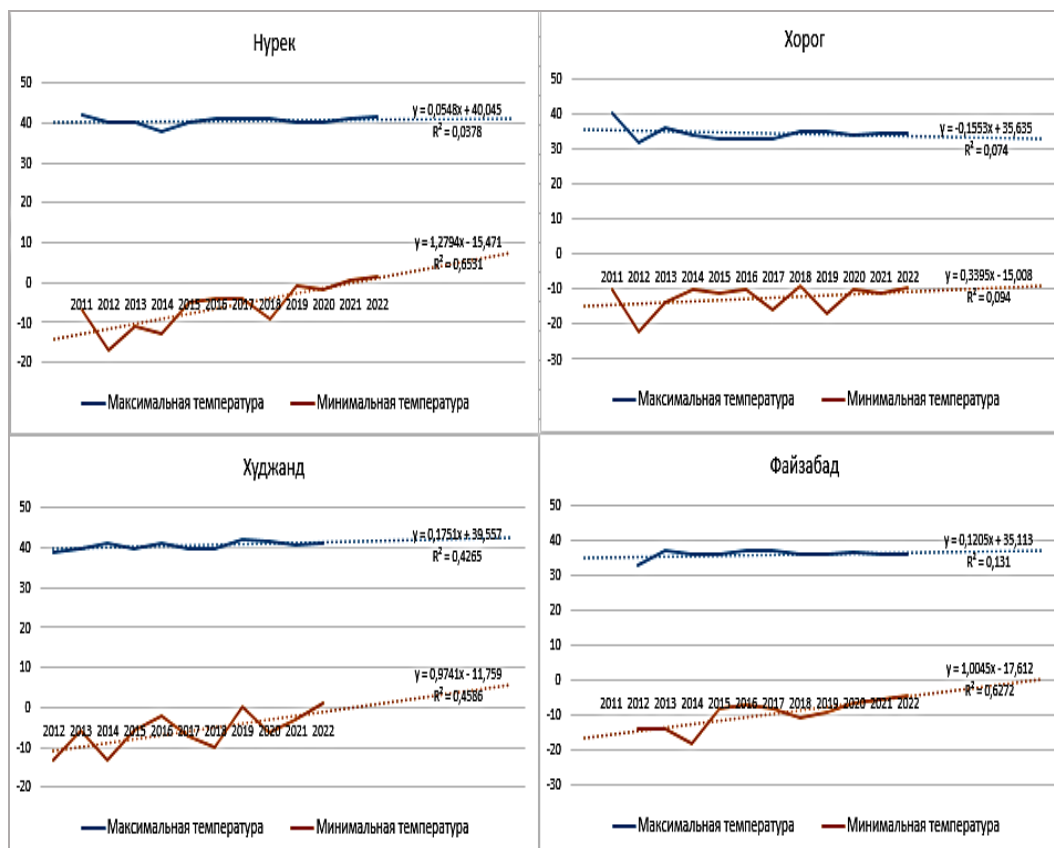 Нурек
50
40
30
20
10
0
-10
-20
y = 0,0548x + 40,045
R² = 0,0378
y = 1,2794x - 15,471
R² = 0,6531
2011 2012 2013 2014 2015 2016 2017 2018 2019 2020 2021 2022
Максимальная температура Минимальная температура
Хорог
50
40
30
20
10
0
-10
-20
-30
y = -0,1553x + 35,635
R² = 0,074
2011 2012 2013 2014 2015 2016 2017 2018 2019 2020 2021 2022
y = 0,3395x - 15,008
R² = 0,094
Максимальная температура Минимальная температура
Худжанд
50
40
30
20
10
0
-10
-20
y = 0,1751x + 39,557
R² = 0,4265
y = 0,9741x - 11,759
R² = 0,4586
2012 2013 2014 2015 2016 2017 2018 2019 2020 2021 2022
Максимальная температура Минимальная температура
Файзабад
50
40
30
20
10
0
-10
-20
-30
y = 0,1205x + 35,113
R² = 0,131
y = 1,0045x - 17,612
R² = 0,6272
2011 2012 2013 2014 2015 2016 2017 2018 2019 2020 2021 2022
Максимальная температура Минимальная температура